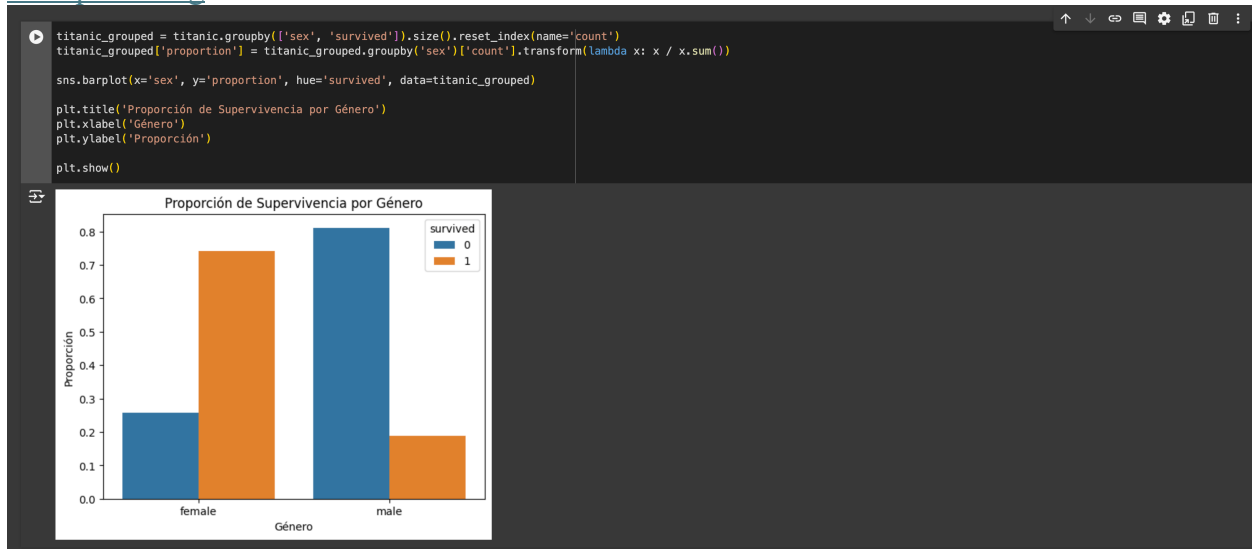 titanic_grouped = titanic.groupby(['sex', 'survived']).size().reset_index(name='count')
titanic_grouped['proportion'] = titanic_grouped.groupby('sex')['count'].transform(lambda x: x / x.sum())
sns.barplot(x='sex', y='proportion', hue='survived', data=titanic_grouped)
plt.title('Proporción de Supervivencia por Género')
plt.xlabel('Género')
plt.ylabel('Proporción')
plt.show()
Proporción de Supervivencia por Género
survived
0
1
0.8
0.7
0.6
0.5
0.4
0.3
0.2
0.1
0.0
Proporción
female male
Género